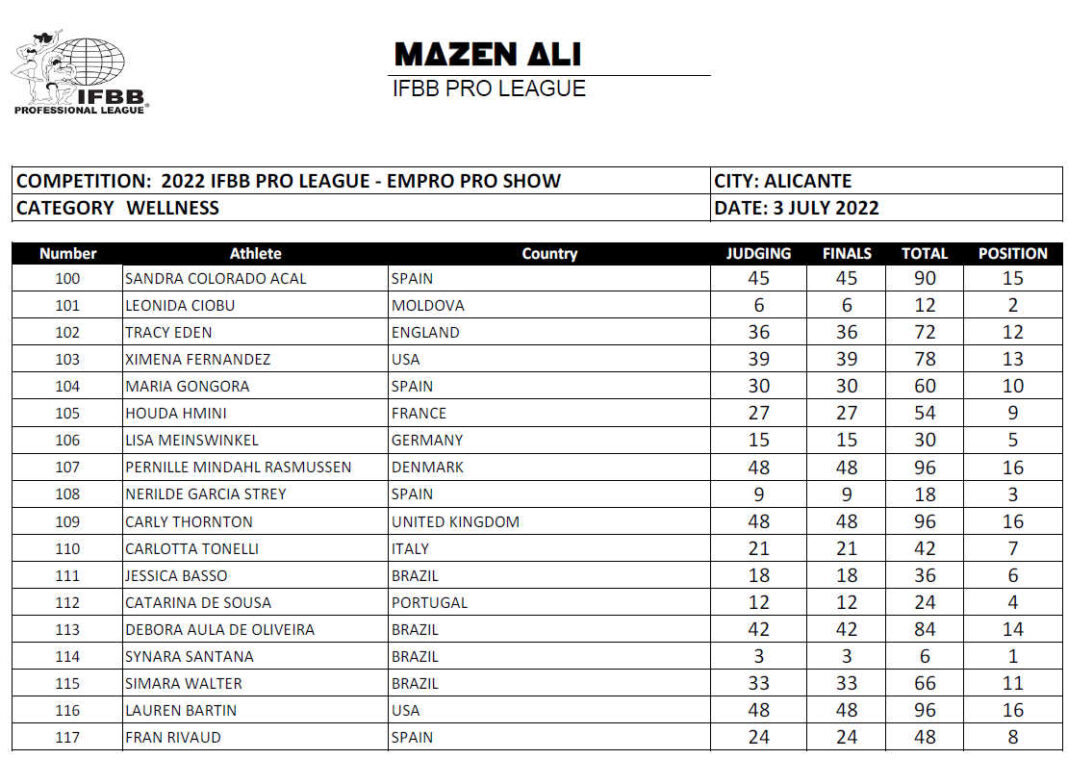 IFBB
PROFESSIONAL LEAGUE®
MAZEN ALI
IFBB PRO LEAGUE
COMPETITION: 2022 IFBB PRO LEAGUE - EMPRO PRO SHOW CITY: ALICANTE
CATEGORY WELLNESS DATE: 3 JULY 2022
Number Athlete Country JUDGING FINALS TOTAL POSITION
100 SANDRA COLORADO ACAL SPAIN 45 45 90 15
101 LEONIDA CIOBU MOLDOVA 6 6 12 2
102 TRACY EDEN ENGLAND 36 36 72 12
103 XIMENA FERNANDEZ USA 39 39 78 13
104 MARIA GONGORA SPAIN 30 30 60 10
105 HOUDA HMINI FRANCE 27 27 54 9
106 LISA MEINSWINKEL GERMANY 15 15 30 5
107 PERNILLE MINDAHL RASMUSSEN DENMARK 48 48 96 16
108 NERILDE GARCIA STREY SPAIN 9 9 18 3
109 CARLY THORNTON UNITED KINGDOM 48 48 96 16
110 CARLOTTA TONELLI ITALY 21 21 42 7
111 JESSICA BASSO BRAZIL 18 18 36 6
112 CATARINA DE SOUSA PORTUGAL 12 12 24 4
113 DEBORA AULA DE OLIVEIRA BRAZIL 42 42 84 14
114 SYNARA SANTANA BRAZIL 3 3 6 1
115 SIMARA WALTER BRAZIL 33 33 66 11
116 LAUREN BARTIN USA 48 48 96 16
117 FRAN RIVAUD SPAIN 24 24 48 8